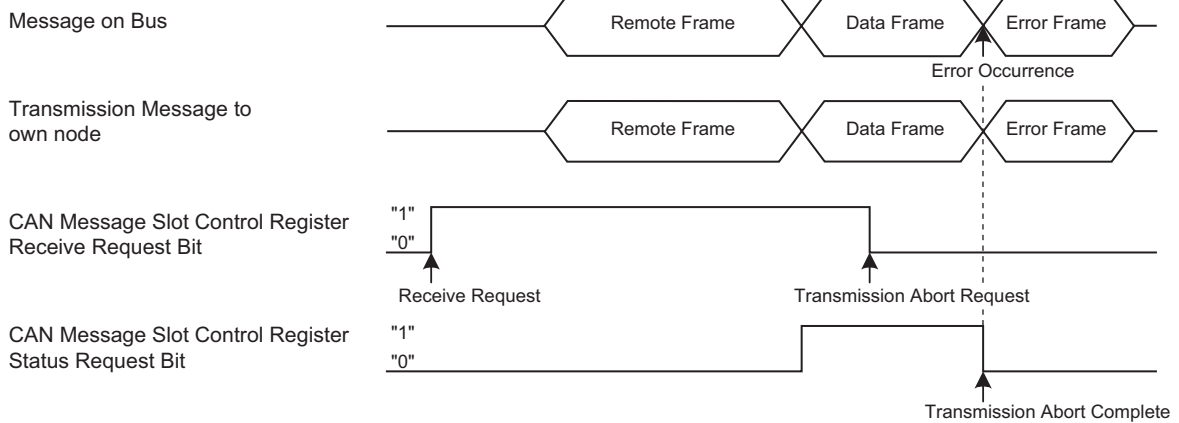 Message on Bus
Remote Frame
Data Frame
Error Frame
Error Occurrence
Transmission Message to
own node
Remote Frame
Data Frame
Error Frame
CAN Message Slot Control Register
Receive Request Bit
"1"
"0"
Receive Request
Transmission Abort Request
CAN Message Slot Control Register
Status Request Bit
"1"
"0"
Transmission Abort Complete